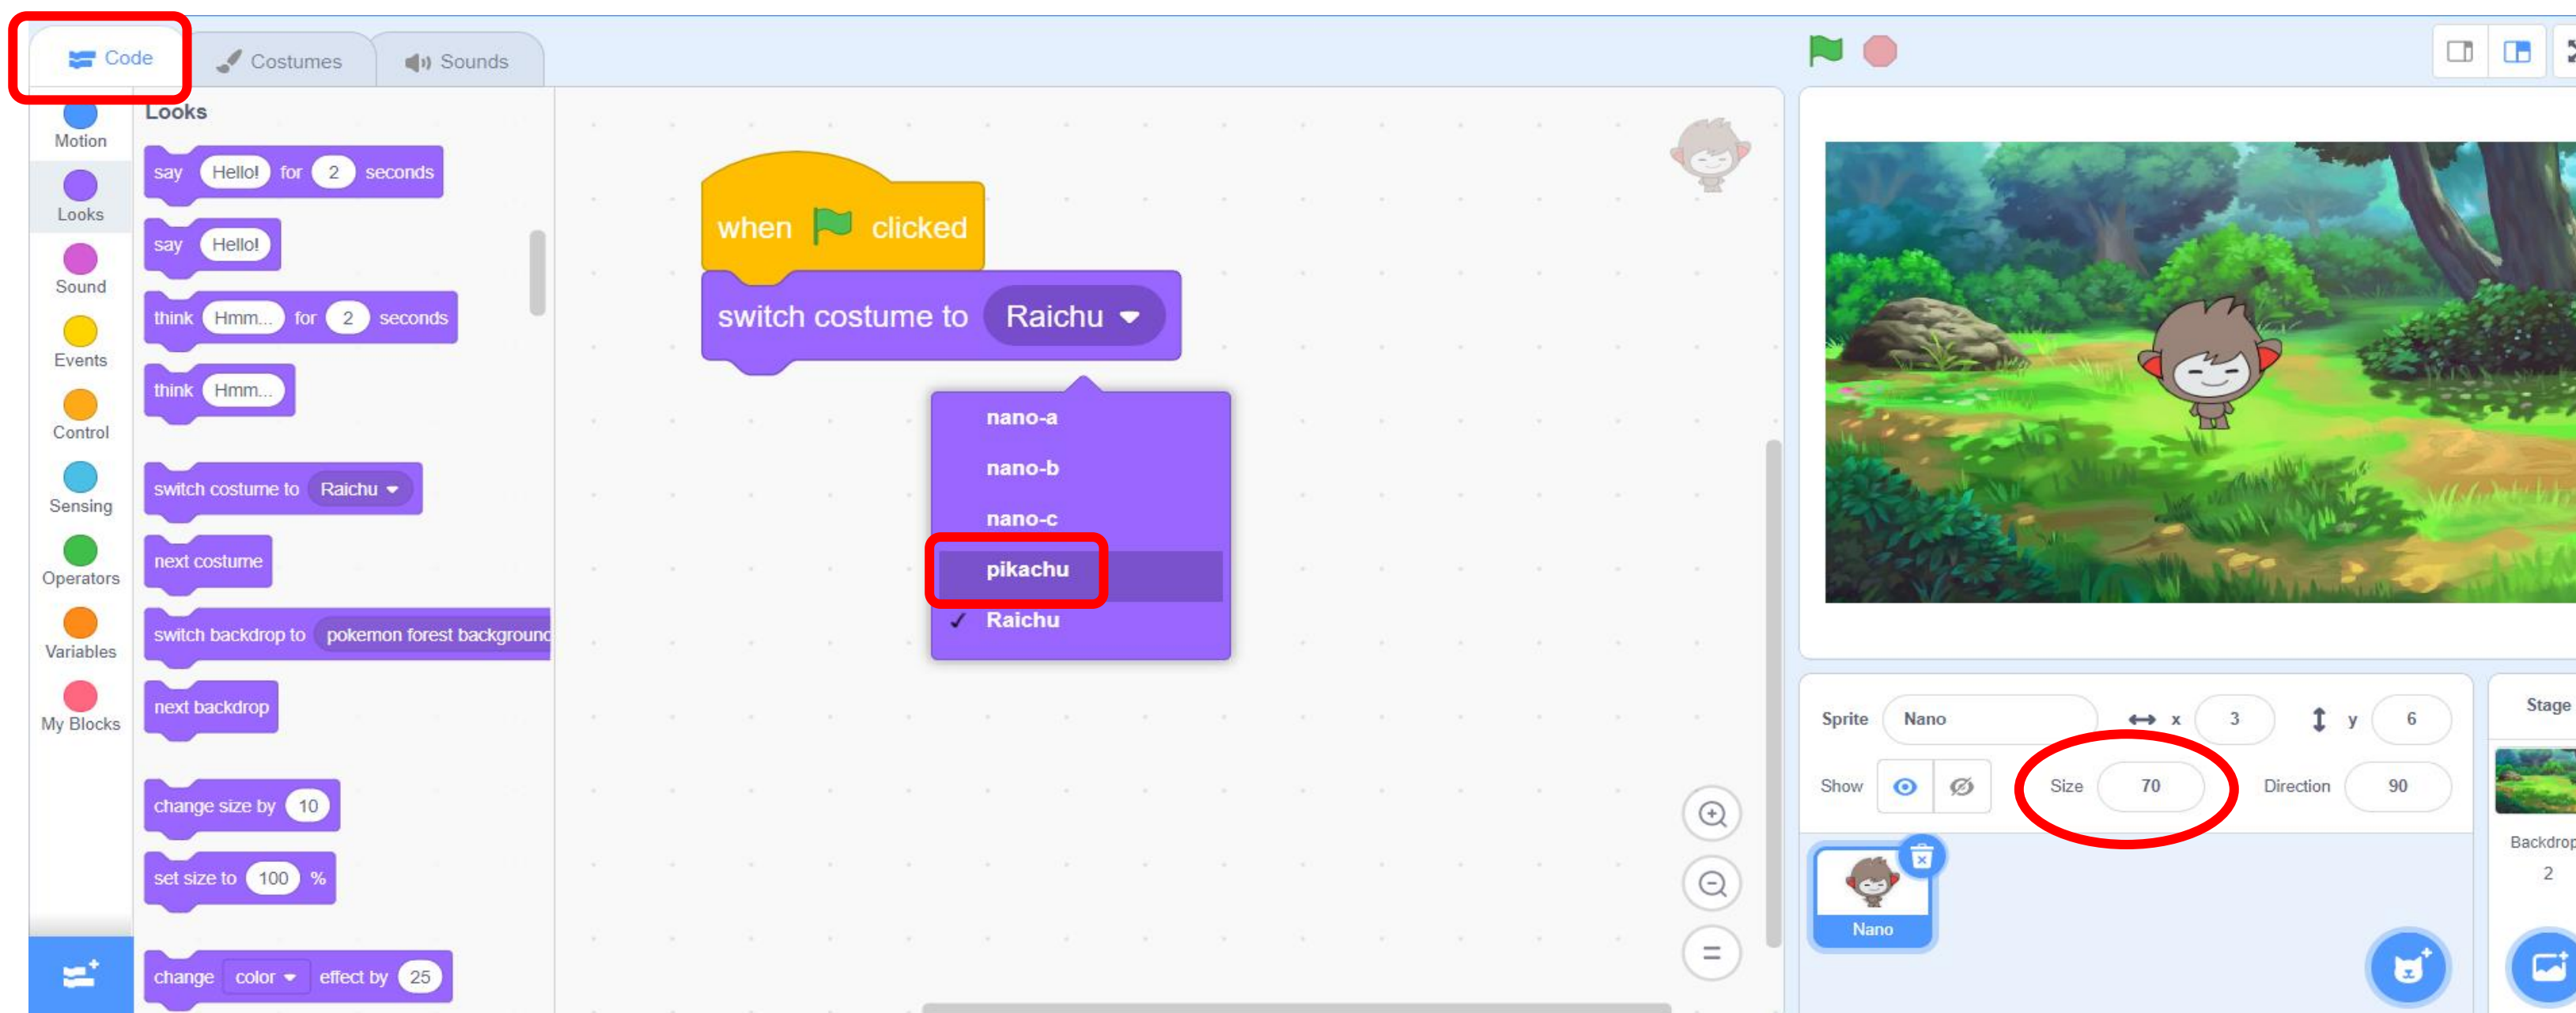 Code
Costumes
Sounds
Motion
Looks
Sound
Events
Control
Sensing
Operators
Variables
My Blocks
Looks
say Hello! for 2 seconds
say Hello!
think Hmm... for 2 seconds
think Hmm...
switch costume to Raichu
next costume
switch backdrop to pokemon forest background
next backdrop
change size by 10
set size to 100 %
change color effect by 25
when clicked
switch costume to Raichu
nano-a
nano-b
nano-c
pikachu
✓ Raichu
Sprite Nano x 3 y 6
Show Size 70 Direction 90
Nano
Stage
Backdrop
2